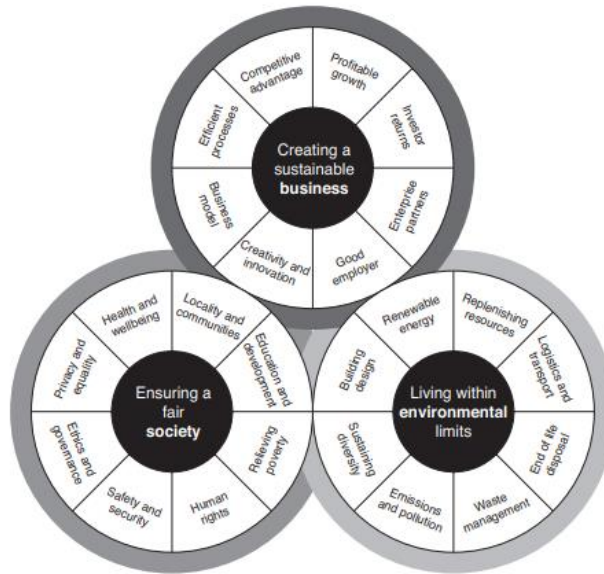 Competitive
advantage
Profitable
growth
Efficient
processes
Investor
returns
Creating a
sustainable
business
Business
model
Enterprise
partners
Creativity and
innovation
Good
employer
Health and
wellbeing
Locality and
communities
Privacy and
equality
Education and
development
Ensuring a
fair
society
Ethics and
governance
Relieving
poverty
Safety and
security
Human
rights
Renewable
energy
Replenishing
resources
Building
design
Logistics and
transport
Living within
environmental
limits
Sustaining
diversity
End of life
disposal
Emissions
and pollution
Waste
management